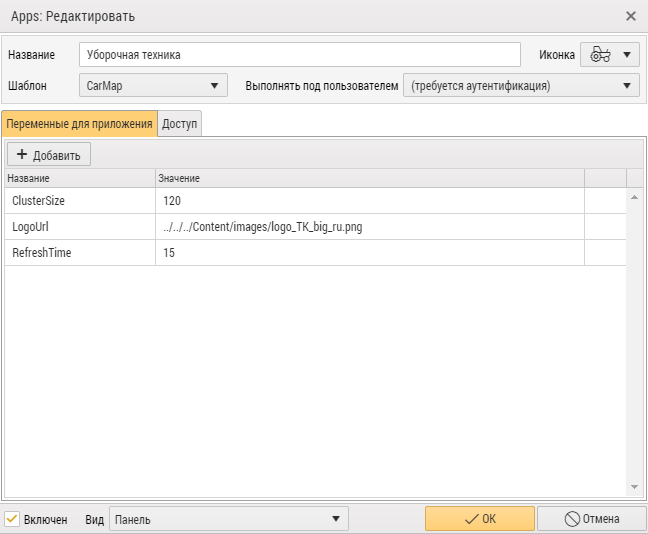 Apps: Редактировать
Название Уборочная техника Иконка
Шаблон CarMap Выполнять под пользователем (требуется аутентификация)
Переменные для приложения Доступ
Добавить
Название Значение
ClusterSize 120
LogoUrl ../../../Content/images/logo_TK_big_ru.png
RefreshTime 15
Включен Вид Панель OK Отмена